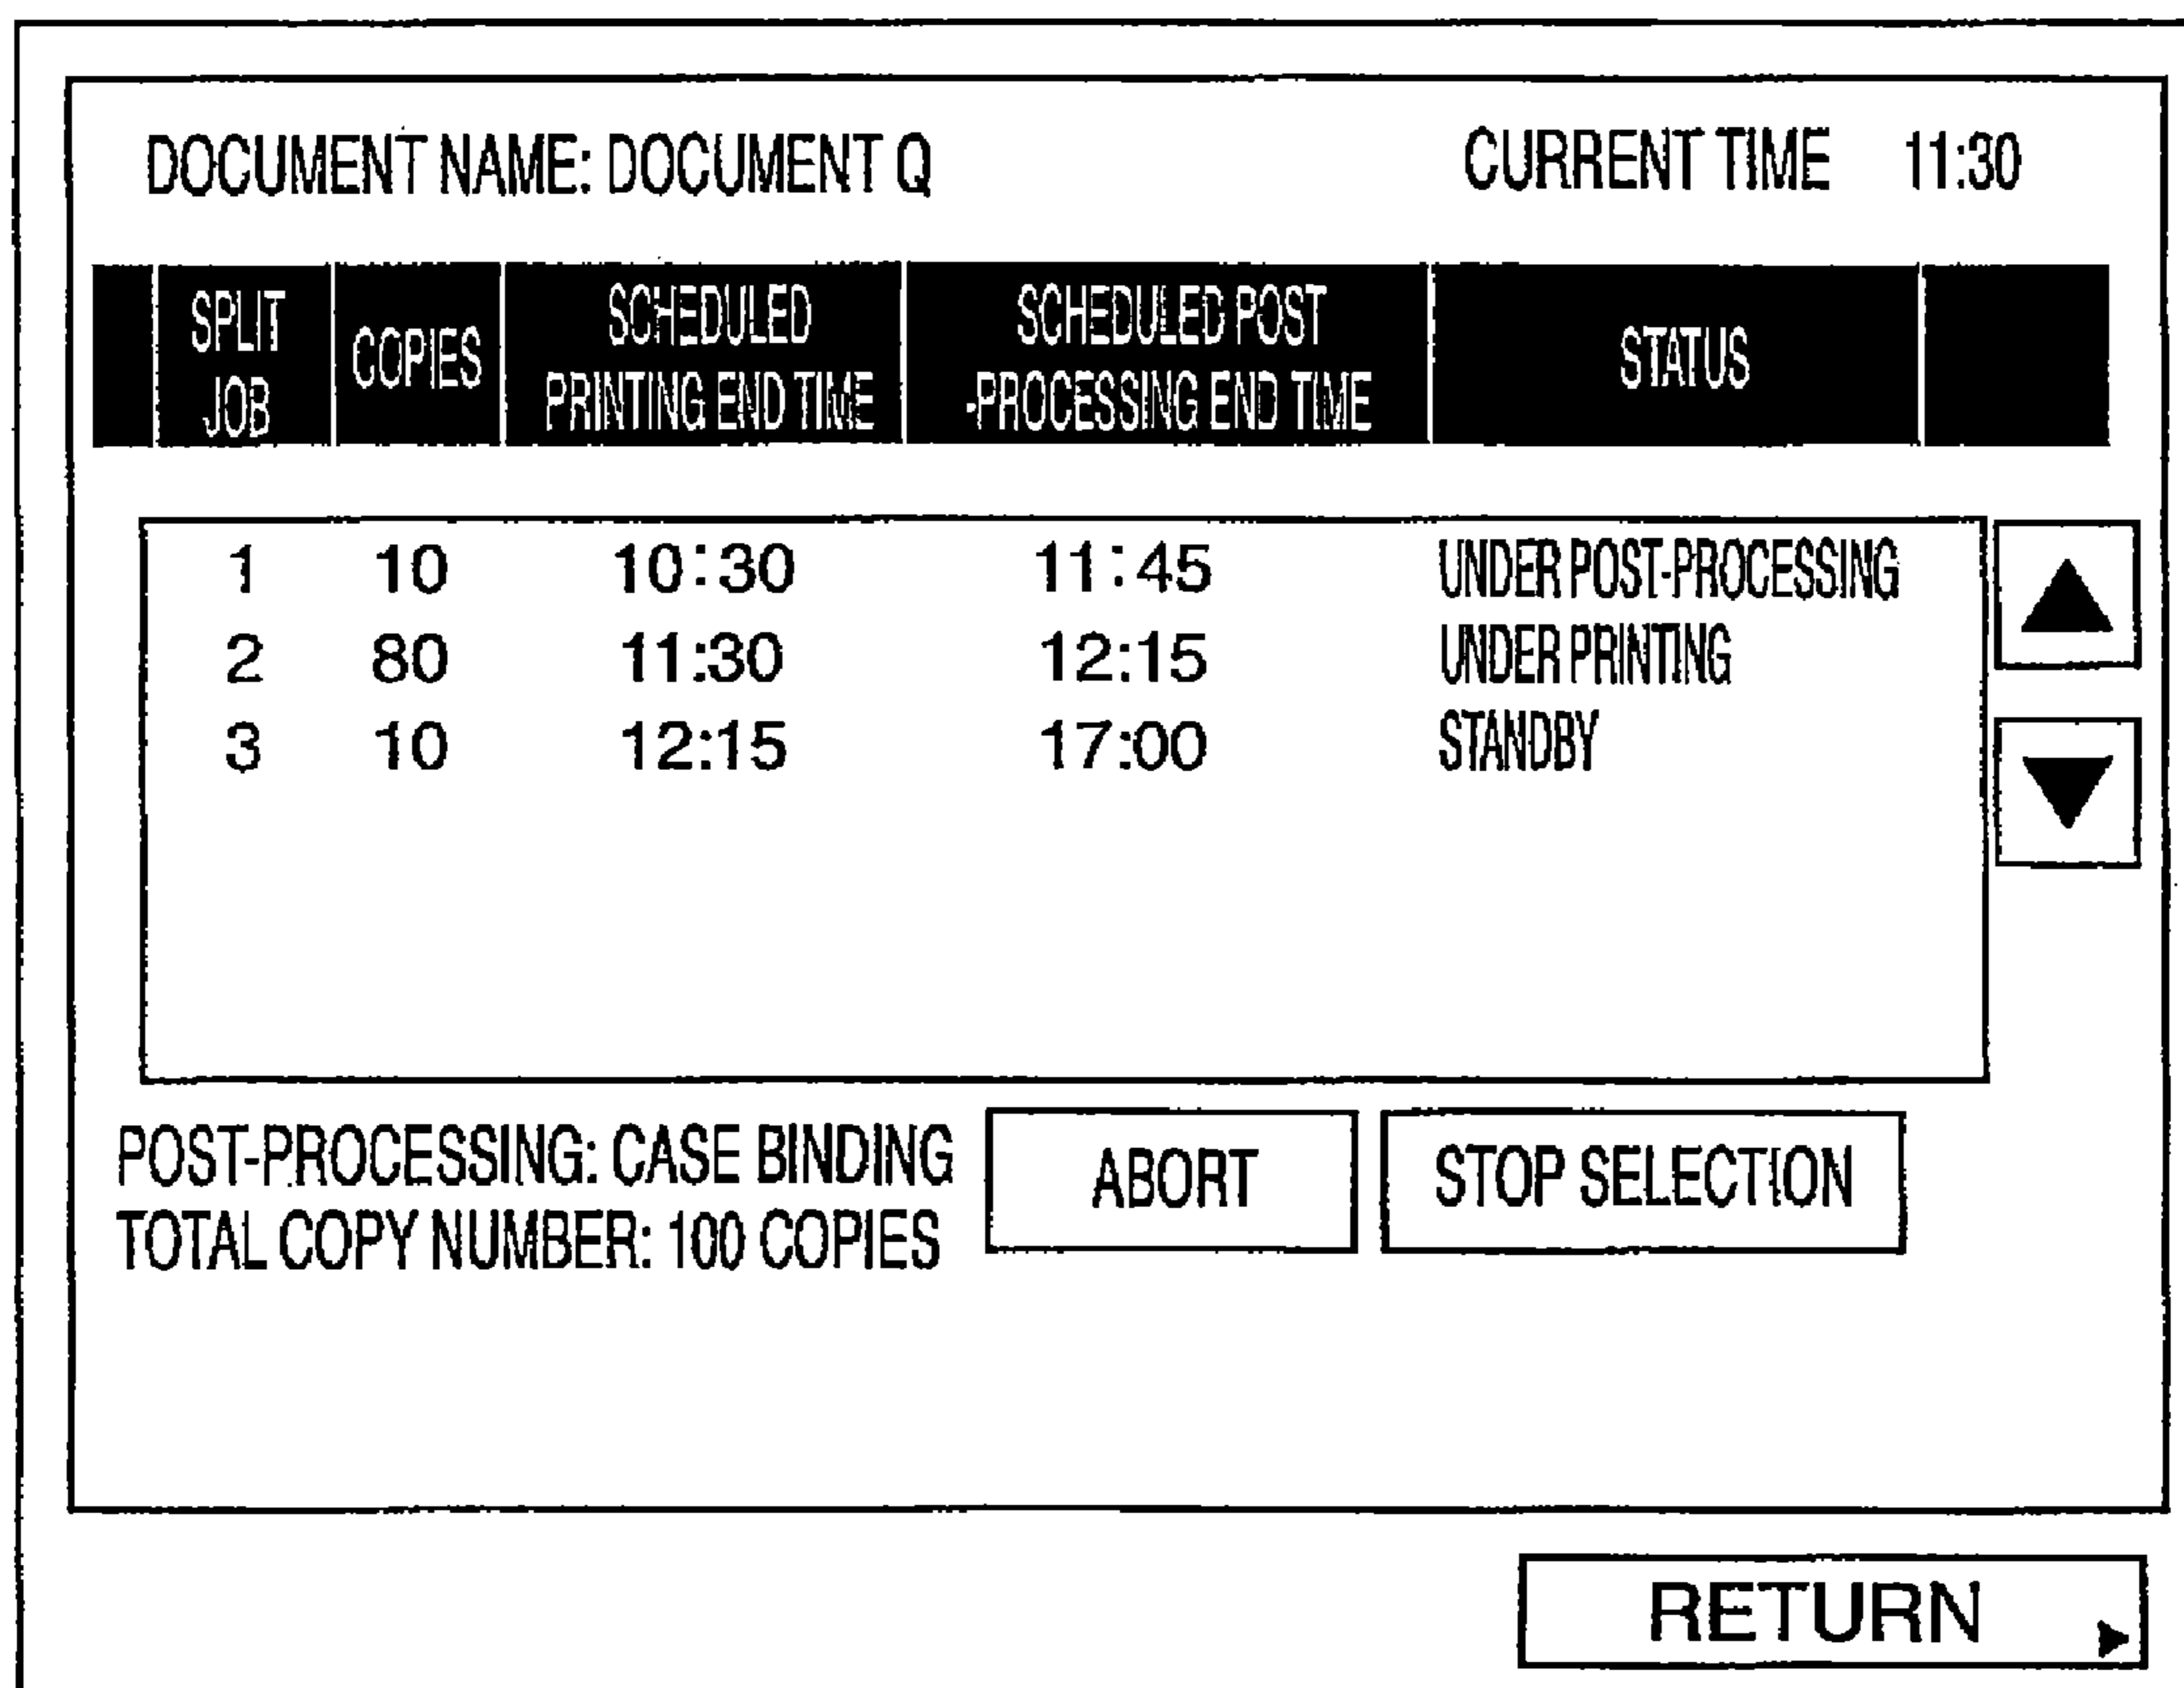 DOCUMENT NAME: DOCUMENT Q CURRENT TIME 11:30
SPLIT JOB COPIES SCHEDULED PRINTING END TIME SCHEDULED POST -PROCESSING END TIME STATUS
1 10 10:30 11:45 UNDER POST-PROCESSING
2 80 11:30 12:15 UNDER PRINTING
3 10 12:15 17:00 STANDBY
POST-PROCESSING: CASE BINDING
TOTAL COPY NUMBER: 100 COPIES
ABORT STOP SELECTION
RETURN